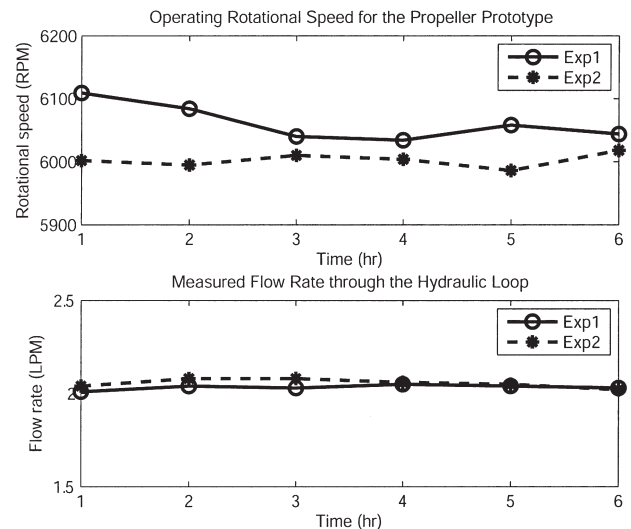 Operating Rotational Speed for the Propeller Prototype
6200
6100
6000
5900
Rotational speed (RPM)
Exp1
Exp2
1 2 3 4 5 6
Time (hr)
Measured Flow Rate through the Hydraulic Loop
2.5
2
1.5
Flow rate (LPM)
Exp1
Exp2
1 2 3 4 5 6
Time (hr)